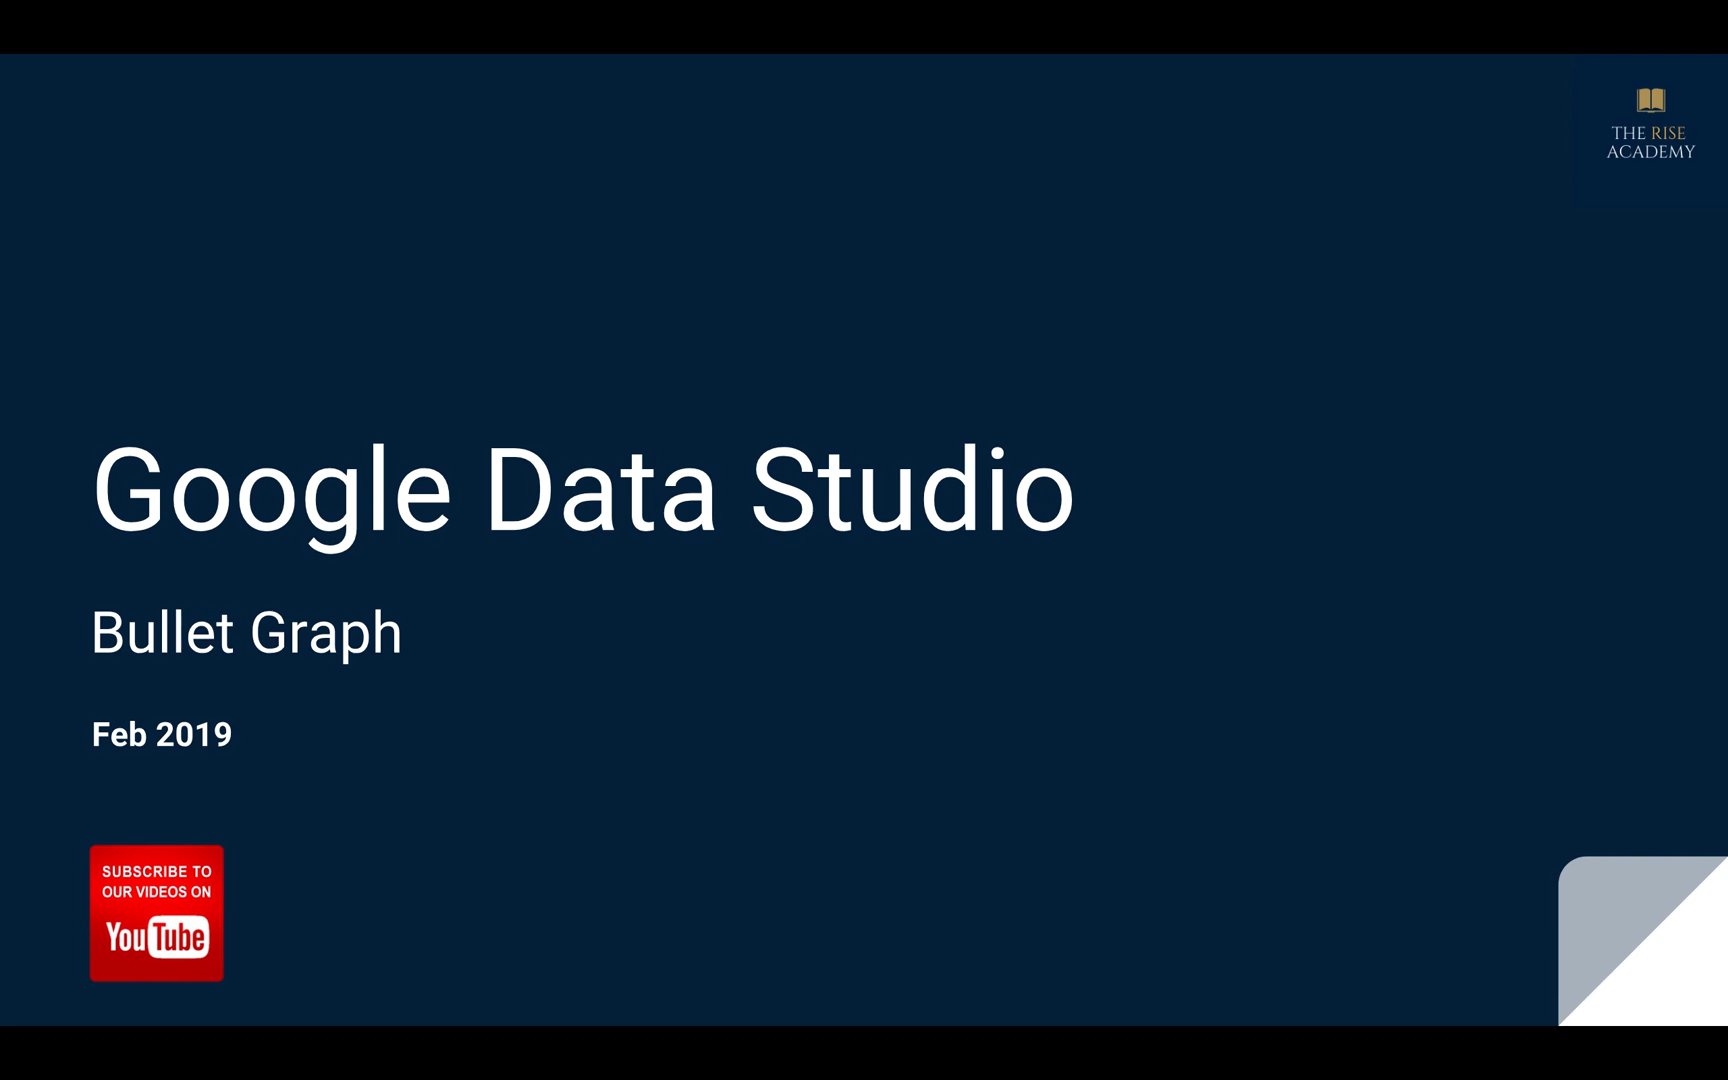 THE RISE
ACADEMY
Google Data Studio
Bullet Graph
Feb 2019
SUBSCRIBE TO
OUR VIDEOS ON
YouTube